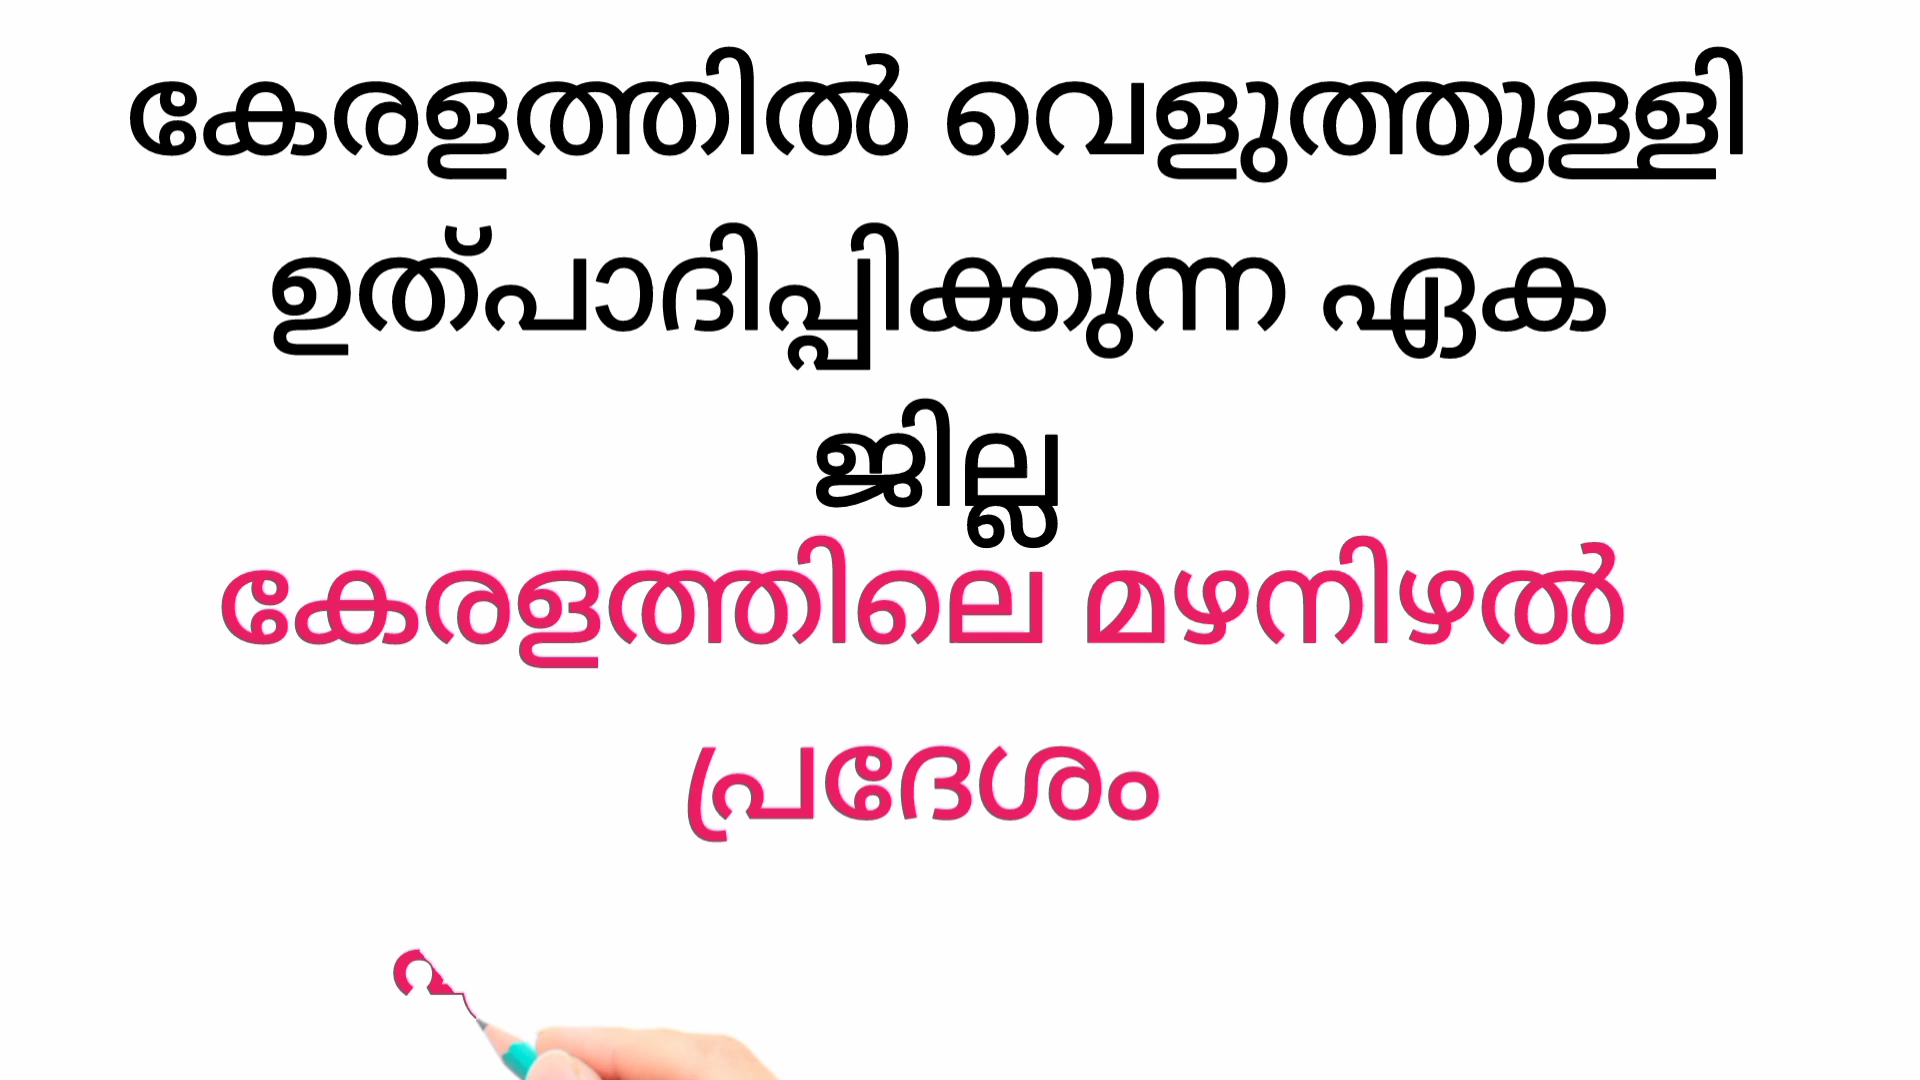 കേരളത്തിൽ വെളുത്തുള്ളി
ഉത്പാദിപ്പിക്കുന്ന ഏക
ജില്ല
കേരളത്തിലെ മഴനിഴൽ
പ്രദേശം